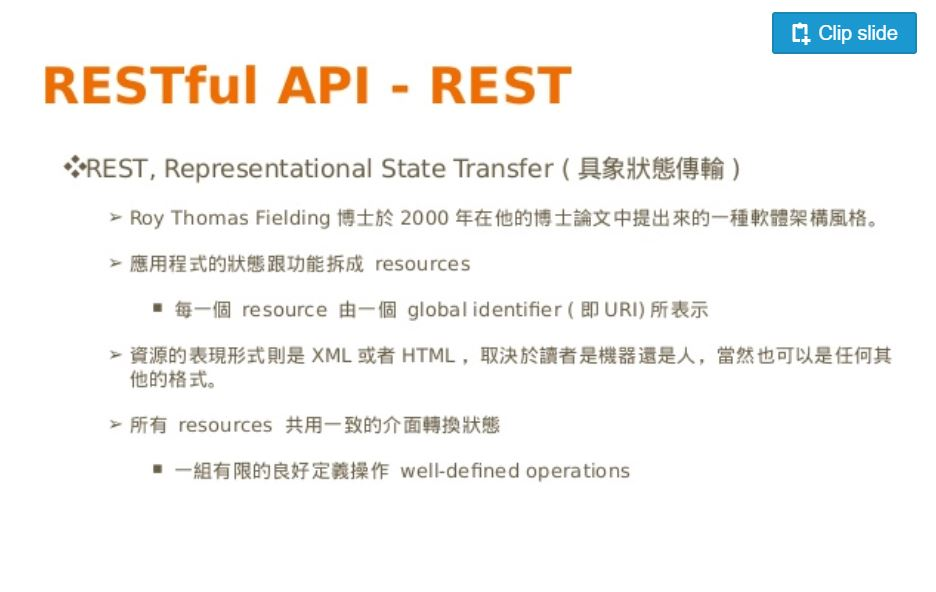 Clip slide
RESTful API - REST
❖REST, Representational State Transfer ( 具象狀態傳輸 )
➢ Roy Thomas Fielding 博士於 2000 年在他的博士論文中提出來的一種軟體架構風格。
➢ 應用程式的狀態跟功能拆成 resources
■ 每一個 resource 由一個 global identifier ( 即 URI) 所表示
➢ 資源的表現形式則是 XML 或者 HTML ，取決於讀者是機器還是人，當然也可以是任何其
他的格式。
➢ 所有 resources 共用一致的介面轉換狀態
■ 一組有限的良好定義操作 well-defined operations